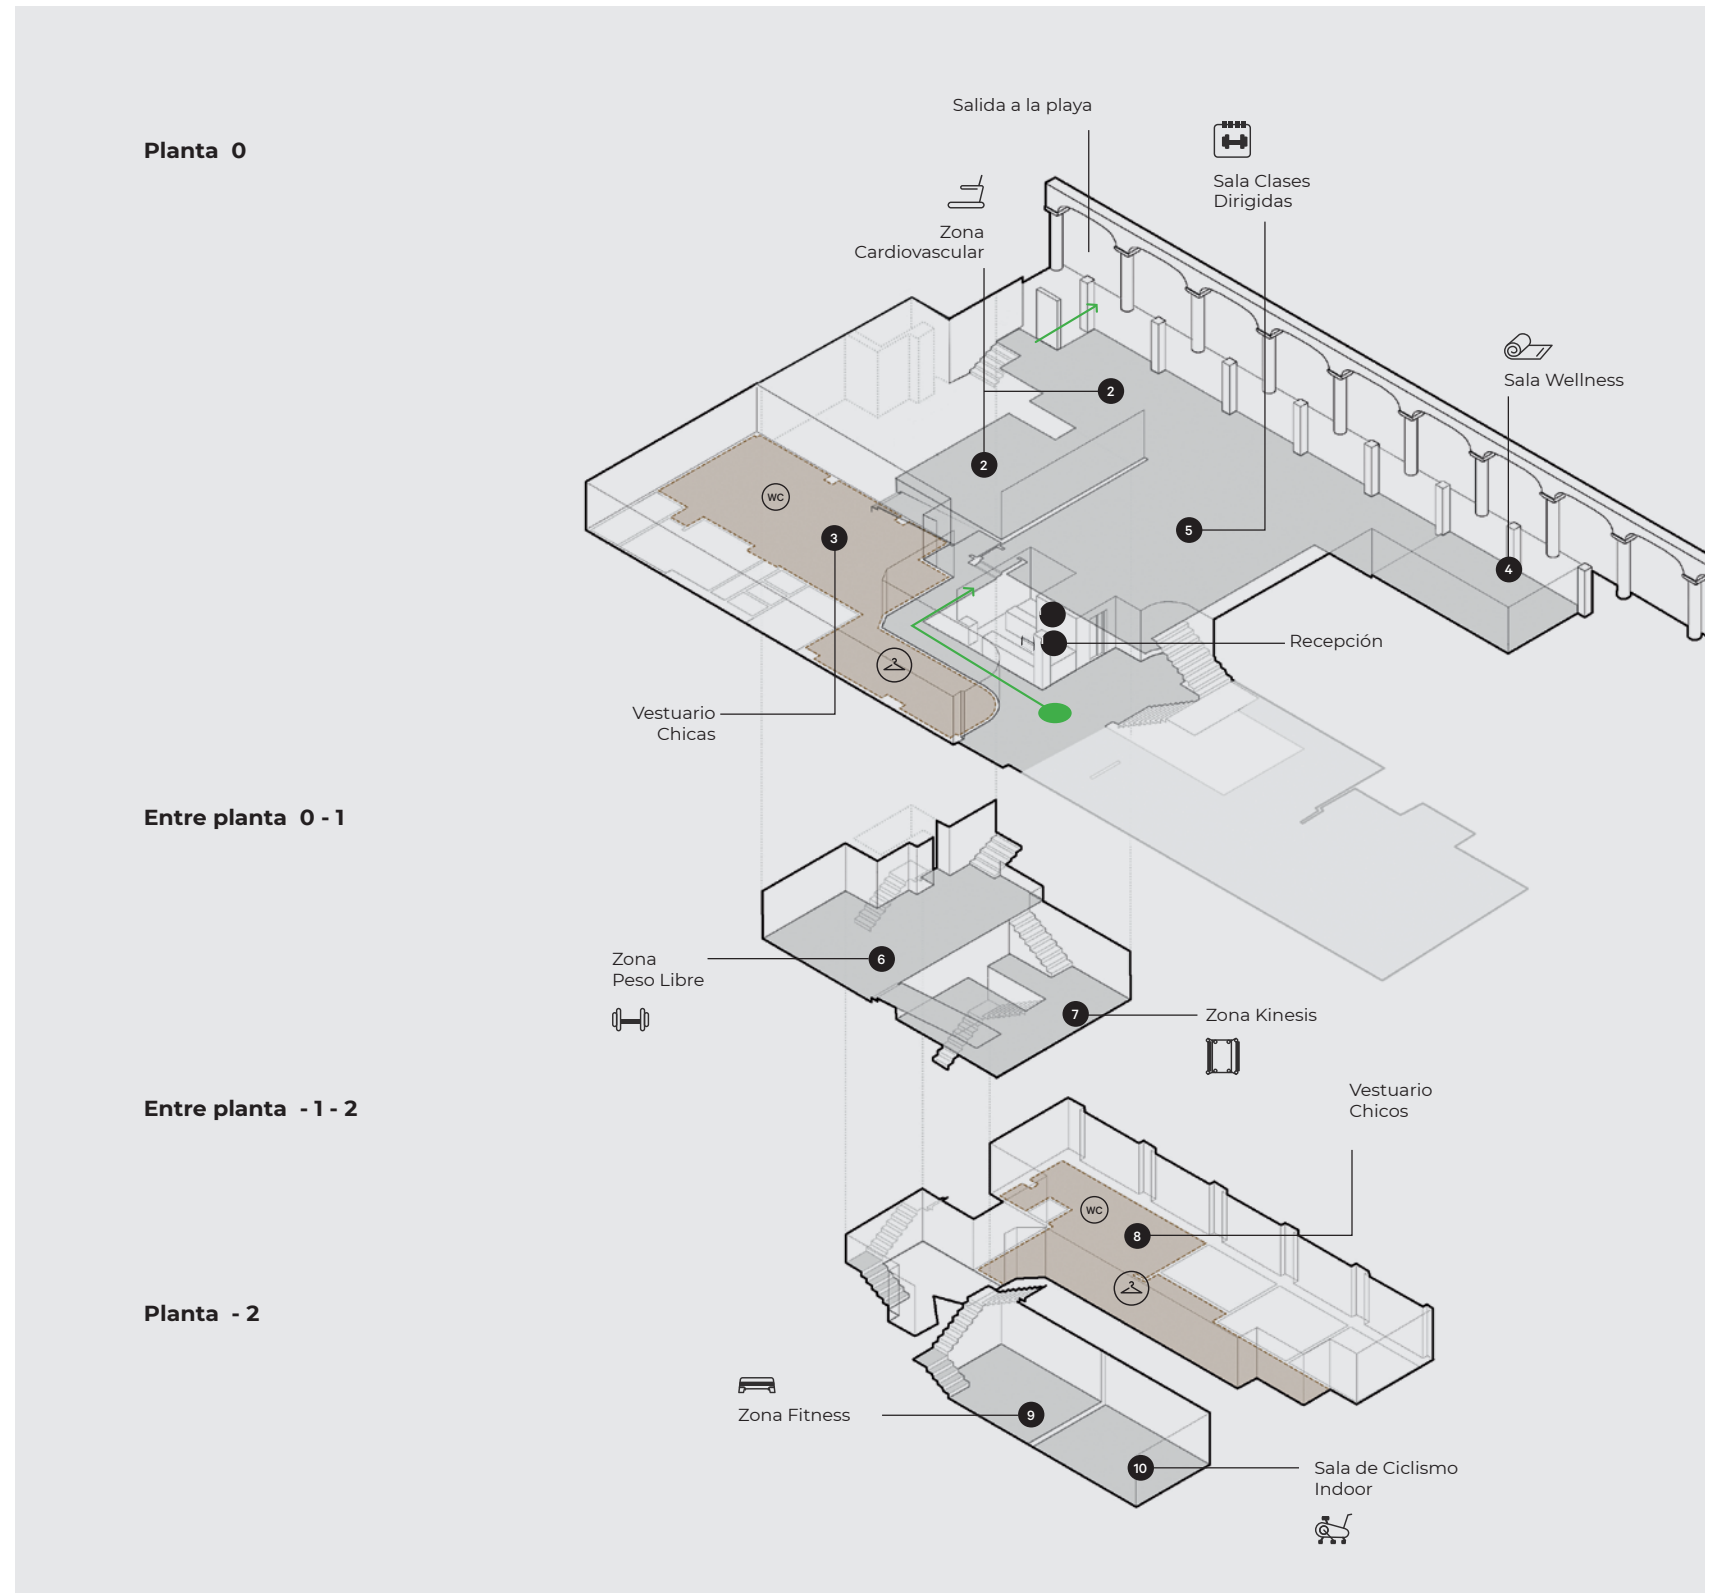 Salida a la playa
Planta 0
Sala Clases
Dirigidas
Zona
Cardiovascular
Sala Wellness
2
2
WC
5
3
4
Recepción
Vestuario
Chicas
Entre planta 0 - 1
6
Zona
Peso Libre
7
Zona Kinesis
Vestuario
Chicos
Entre planta - 1 - 2
WC
8
Planta - 2
Zona Fitness
9
10
Sala de Ciclismo
Indoor